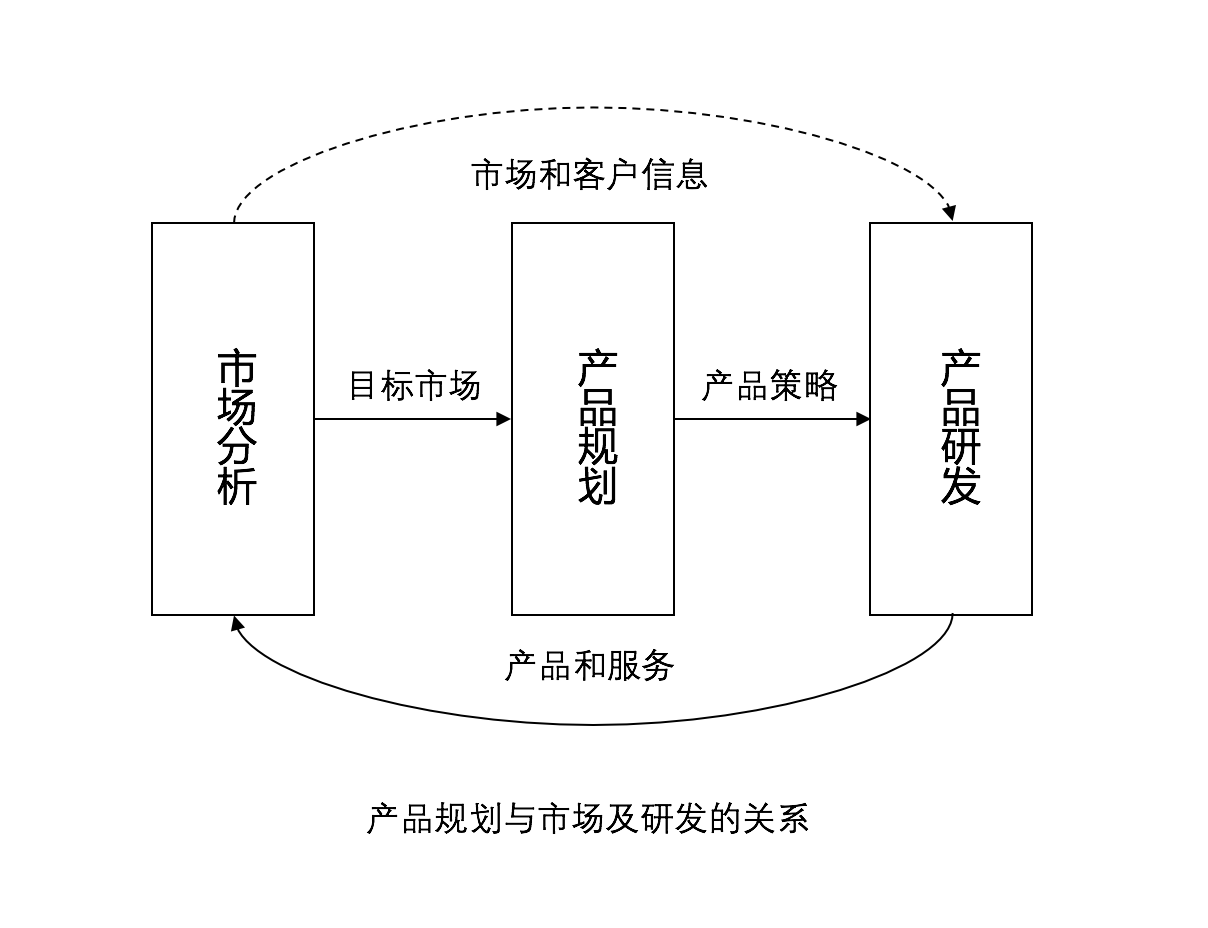 市场和客户信息
市场分析
目标市场
产品规划
产品策略
产品研发
产品和服务
产品规划与市场及研发的关系